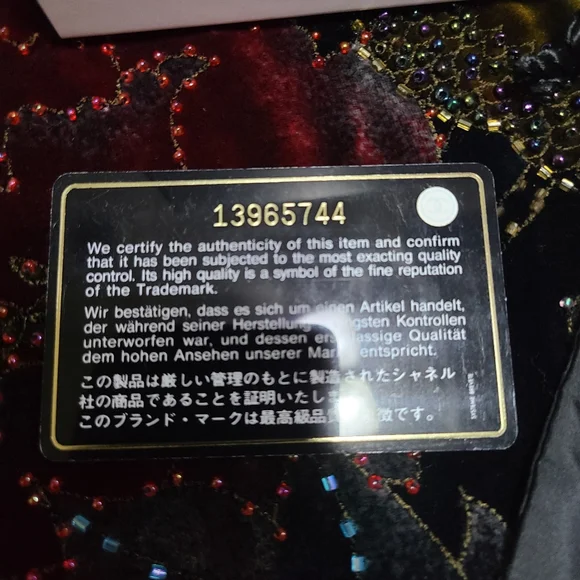 13965744
We certify the authenticity of this item and confirm
that it has been subjected to the most exacting quality
control. Its high quality is a symbol of the fine reputation
of the Trademark.
Wir bestätigen, dass es sich um einen Artikel handelt,
der während seiner Herstellung Kontrollen
unterworfen war, und dessen Qualität
dem hohen Ansehen unserer entspricht.
この製品は厳しい管理のもとに製造されたシャネル
社の商品であることを証明いたしま
このブランド・マークは最高級品 徴です。